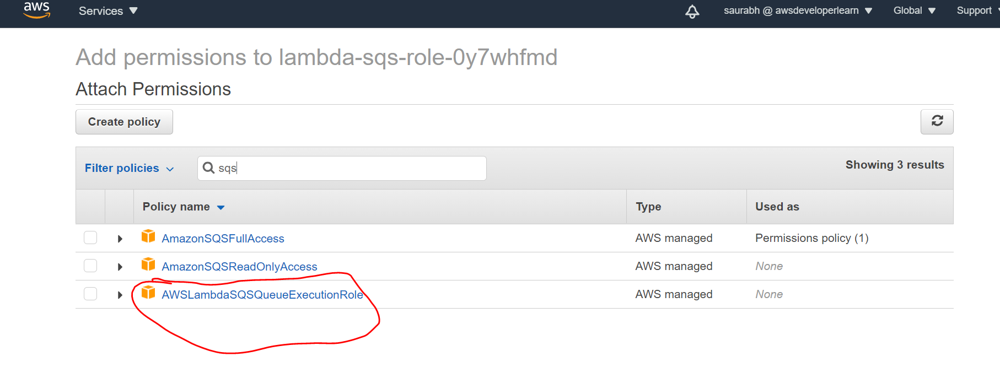 aws Services saurabh @ awsdeveloperlearn Global Support
Add permissions to lambda-sqs-role-0y7whfmd
Attach Permissions
Create policy
Filter policies sqs Showing 3 results
Policy name Type Used as
AmazonSQSFullAccess AWS managed Permissions policy (1)
AmazonSQSReadOnlyAccess AWS managed None
AWSLambdaSQSQueueExecutionRole AWS managed None